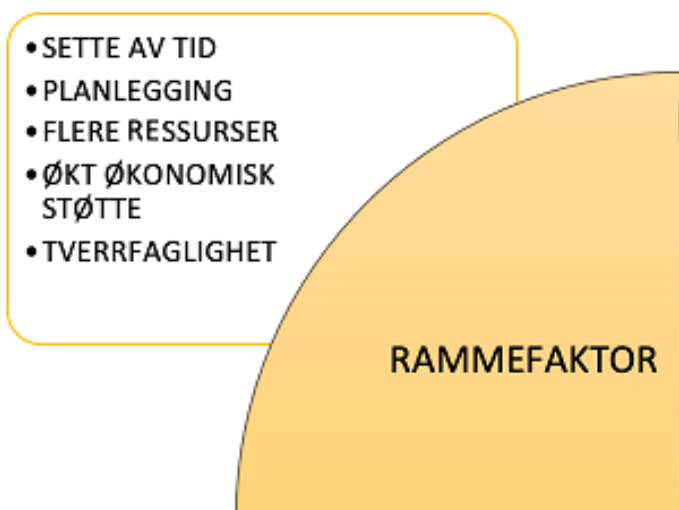 •SETTE AV TID
•PLANLEGGING
•FLERE RESSURSER
•ØKT ØKONOMISK
STØTTE
•TVERRFAGLIGHET
RAMMEFAKTOR